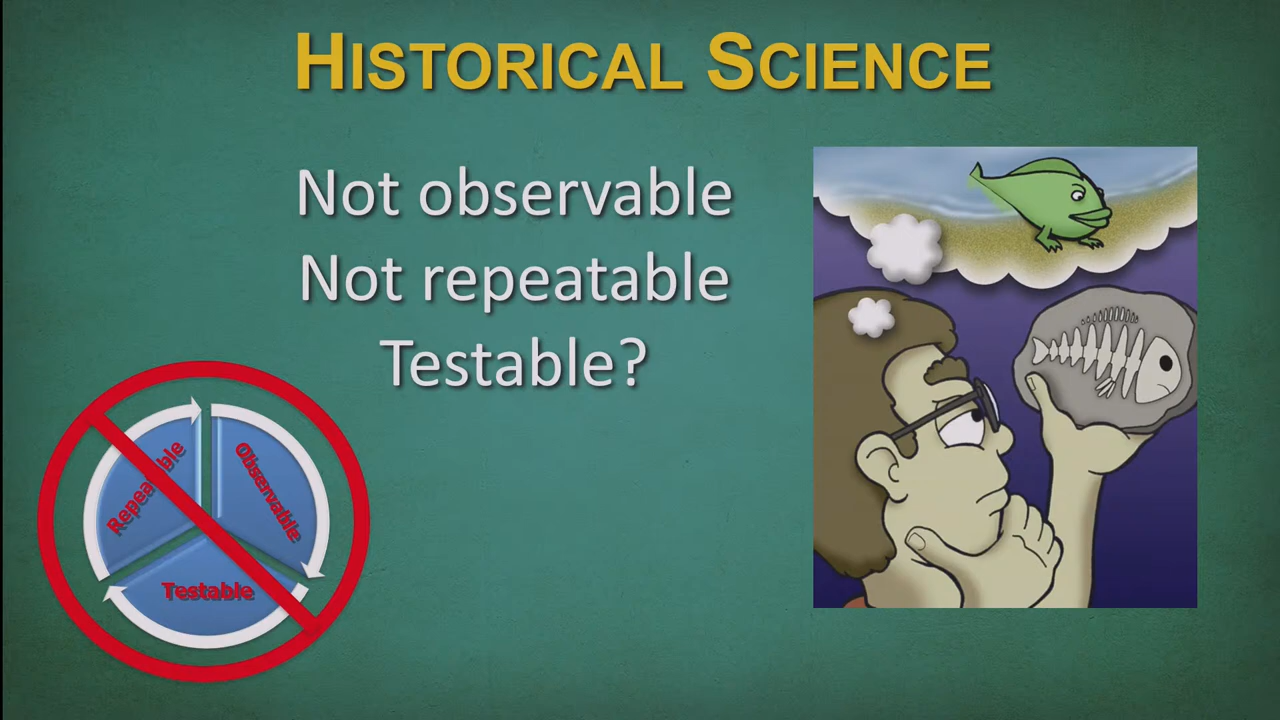 HISTORICAL SCIENCE
Not observable
Not repeatable
Testable?
Repeatable
Observable
Testable